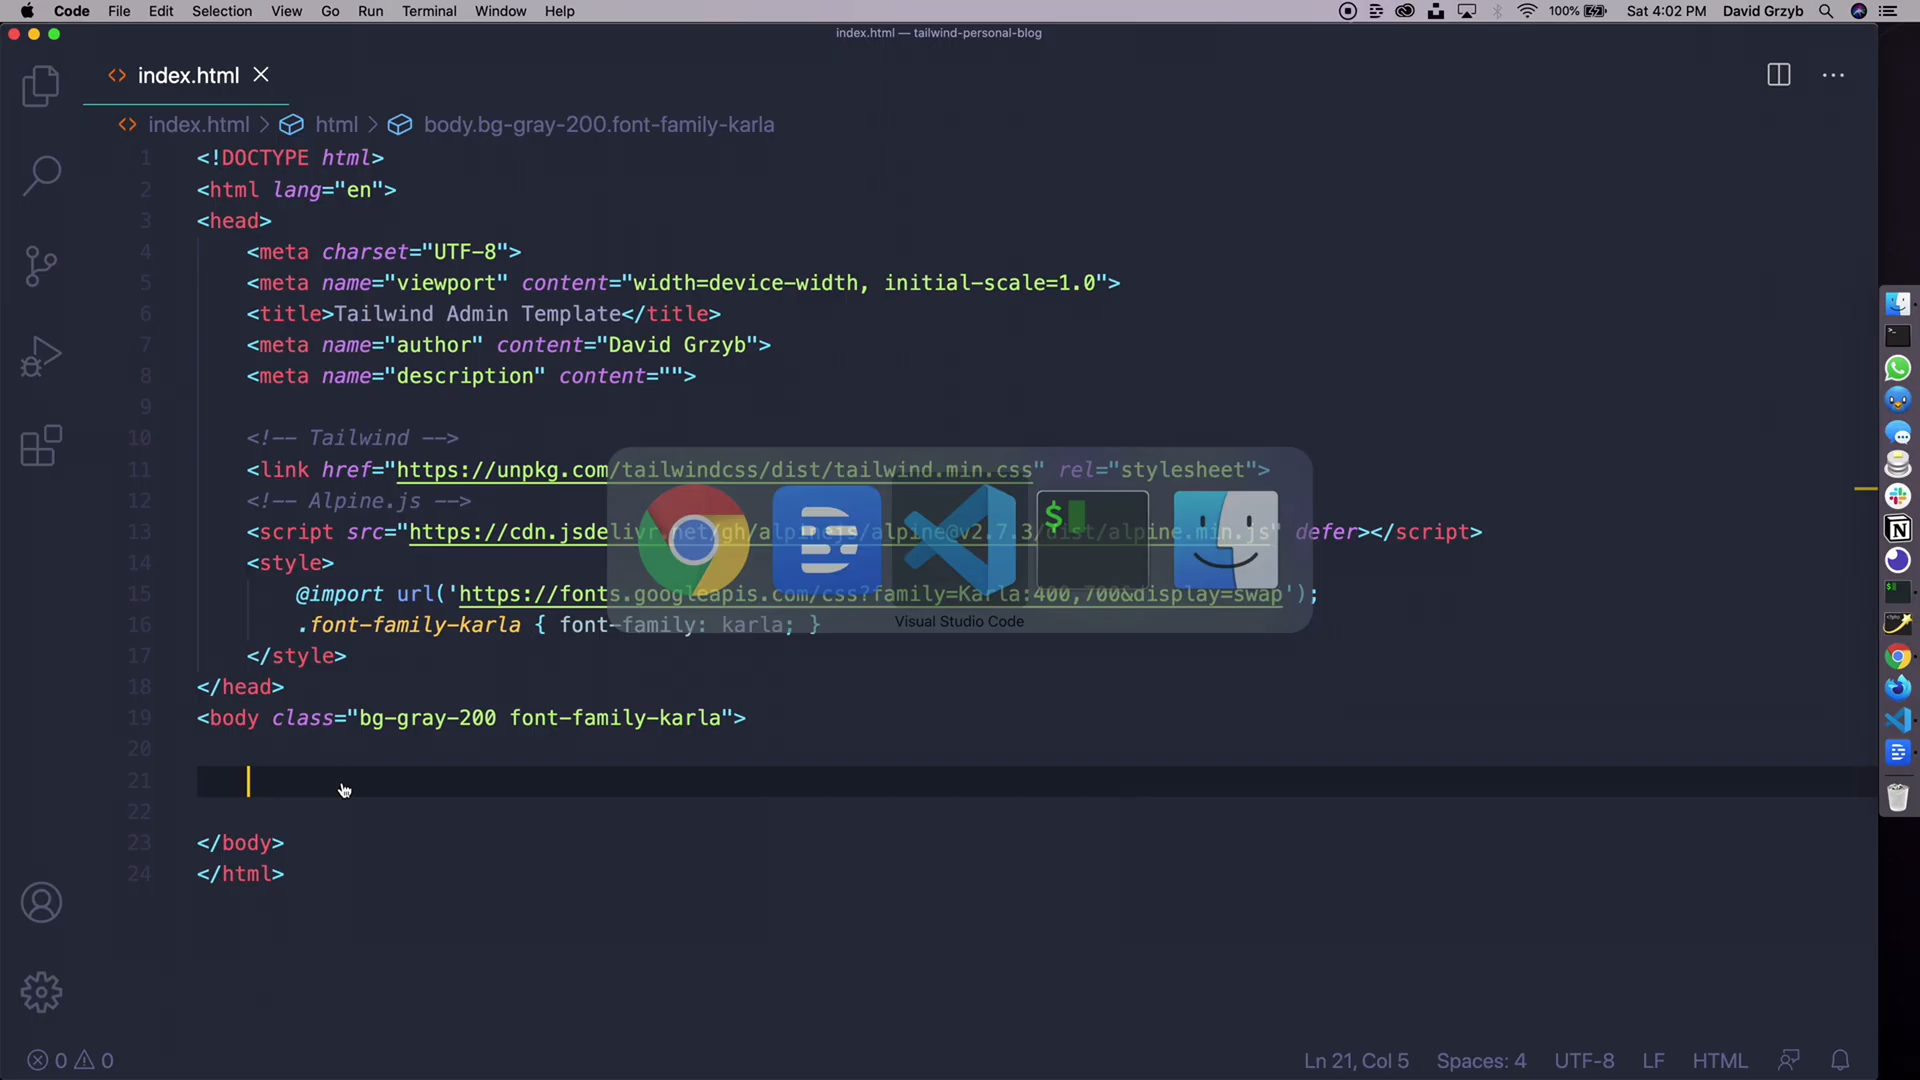 Code File Edit Selection View Go Run Terminal Window Help 100% Sat 4:02 PM David Grzyb
index.html — tailwind-personal-blog
index.html
index.html > html > body.bg-gray-200.font-family-karla
1 <!DOCTYPE html>
2 <html lang="en">
3 <head>
4 <meta charset="UTF-8">
5 <meta name="viewport" content="width=device-width, initial-scale=1.0">
6 <title>Tailwind Admin Template</title>
7 <meta name="author" content="David Grzyb">
8 <meta name="description" content="">
9
10 <!-- Tailwind -->
11 <link href="https://unpkg.com/tailwindcss/dist/tailwind.min.css" rel="stylesheet">
12 <!-- Alpine.js -->
13 <script src="https://cdn.jsdelivr.net/gh/alpinejs/alpine@v2.7.3/dist/alpine.min.js" defer></script>
14 <style>
15 @import url('https://fonts.googleapis.com/css?family=Karla:400,700&display=swap');
16 .font-family-karla { font-family: karla; }
Visual Studio Code
17 </style>
18 </head>
19 <body class="bg-gray-200 font-family-karla">
20
21
22
23 </body>
24 </html>
0 0 Ln 21, Col 5 Spaces: 4 UTF-8 LF HTML